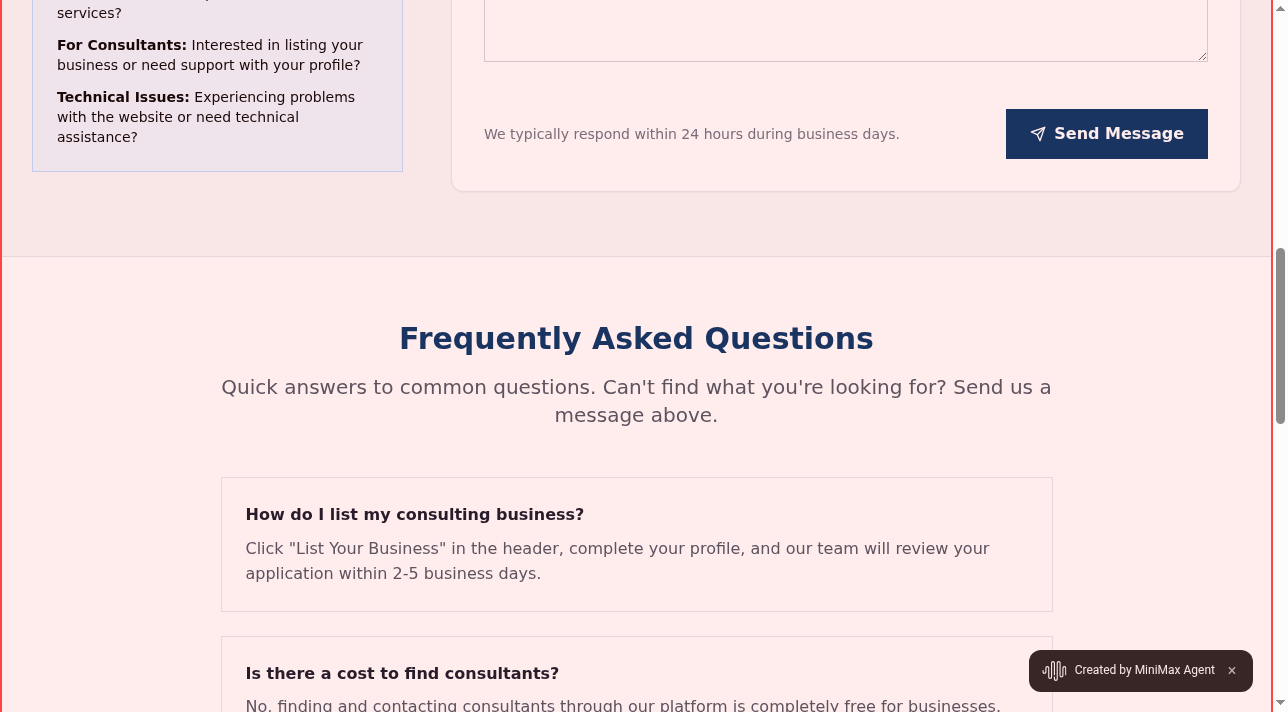 services?
For Consultants: Interested in listing your
business or need support with your profile?
Technical Issues: Experiencing problems
with the website or need technical
assistance?
We typically respond within 24 hours during business days.
Send Message
Frequently Asked Questions
Quick answers to common questions. Can't find what you're looking for? Send us a
message above.
How do I list my consulting business?
Click "List Your Business" in the header, complete your profile, and our team will review your
application within 2-5 business days.
Is there a cost to find consultants?
No, finding and contacting consultants through our platform is completely free for businesses.
Created by MiniMax Agent ×